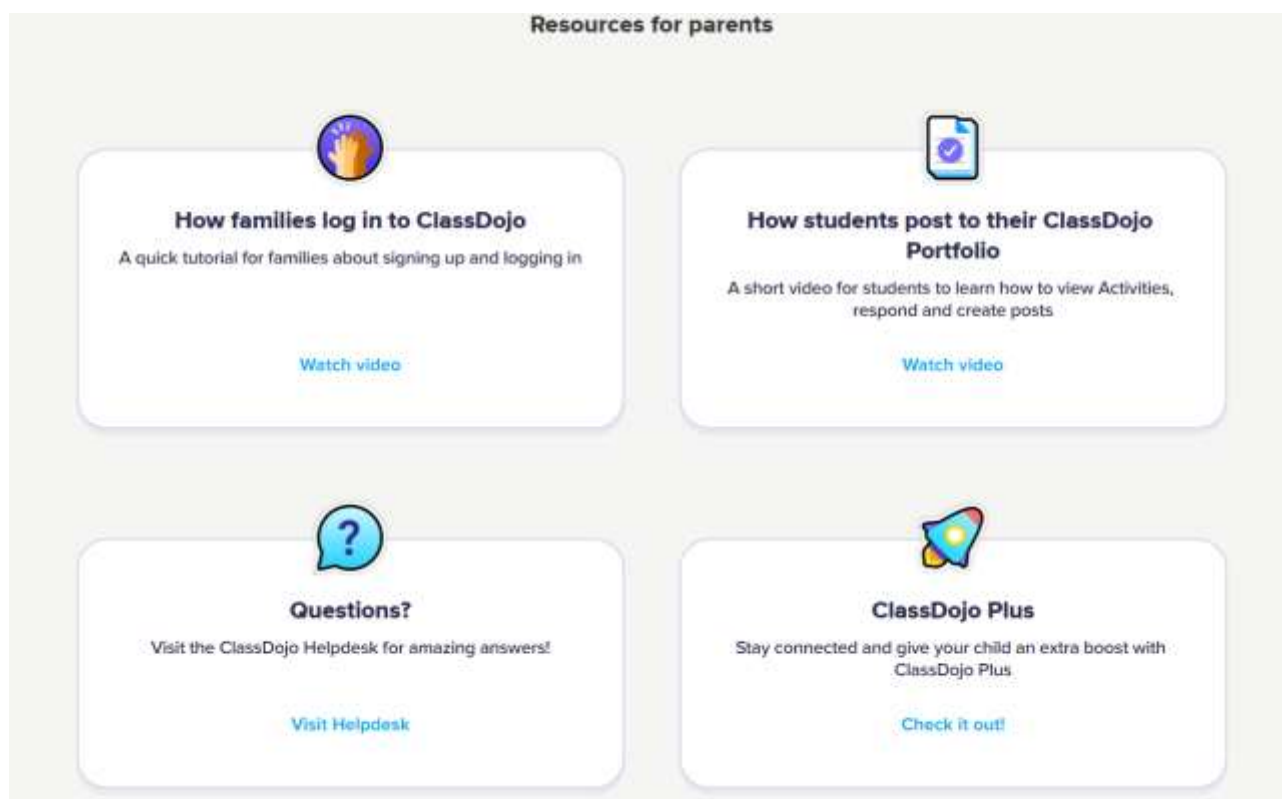 Resources for parents
How families log in to ClassDojo
A quick tutorial for families about signing up and logging in
Watch video
How students post to their ClassDojo
Portfolio
A short video for students to learn how to view Activities,
respond and create posts
Watch video
?
Questions?
Visit the ClassDojo Helpdesk for amazing answers!
Visit Helpdesk
ClassDojo Plus
Stay connected and give your child an extra boost with
ClassDojo Plus
Check it out!